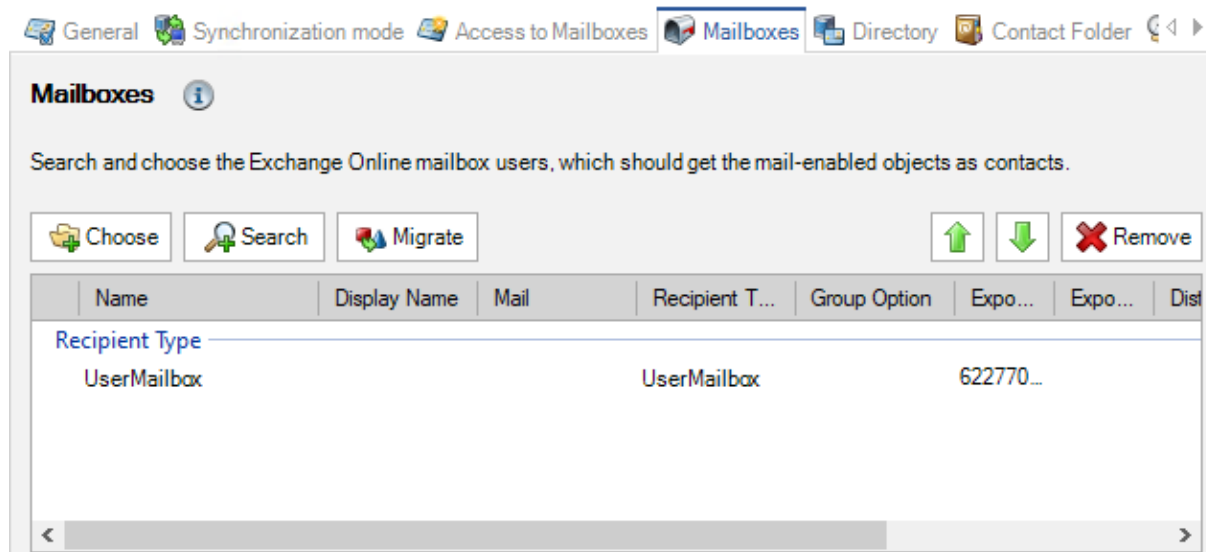 General Synchronization mode Access to Mailboxes Mailboxes Directory Contact Folder
Mailboxes
Search and choose the Exchange Online mailbox users, which should get the mail-enabled objects as contacts.
Choose Search Migrate Remove
Name Display Name Mail Recipient T... Group Option Expo... Expo... Dist
Recipient Type
UserMailbox UserMailbox 622770...